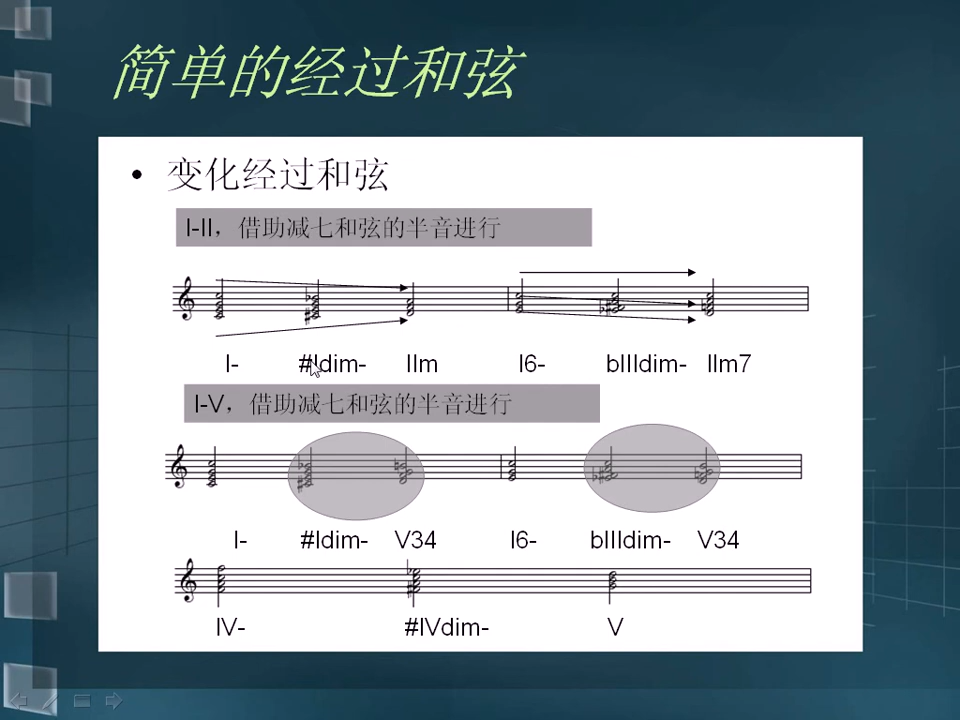 简单的经过和弦
• 变化经过和弦
I-II，借助减七和弦的半音进行
I- #Idim- IIm I6- bIIIdim- IIm7
I-V，借助减七和弦的半音进行
I- #Idim- V34 I6- bIIIdim- V34
IV- #IVdim- V